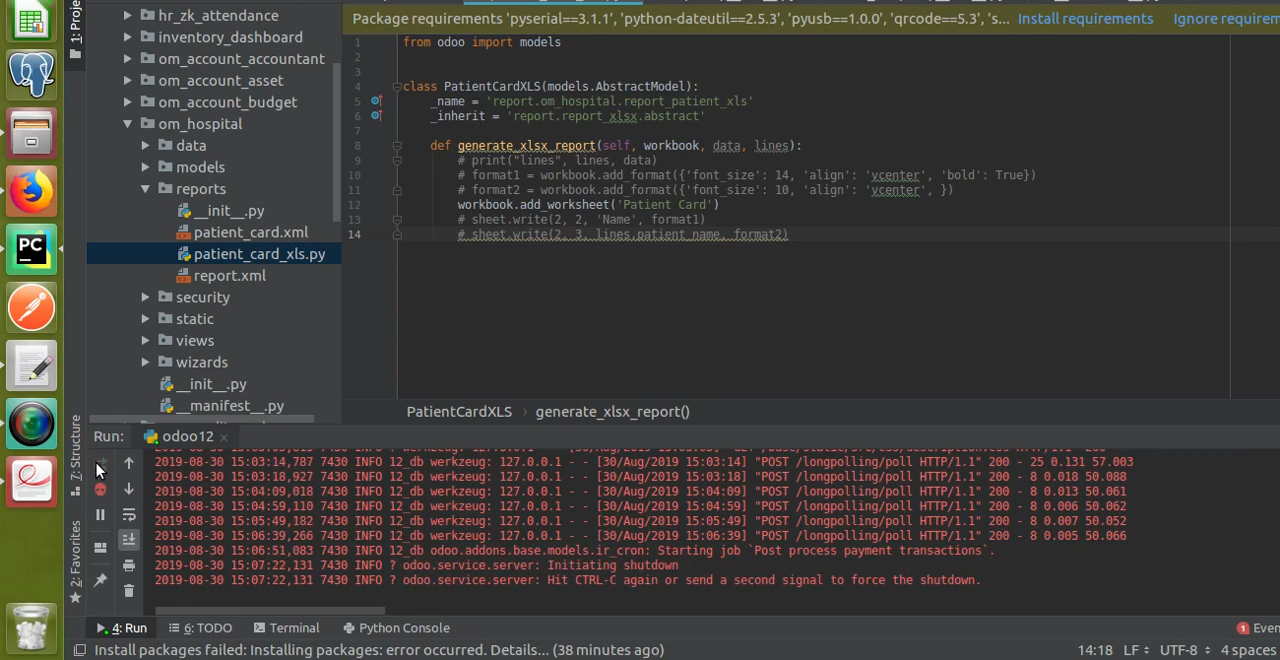 hr_zk_attendance
inventory_dashboard
om_account_accountant
om_account_asset
om_account_budget
om_hospital
data
models
reports
__init__.py
patient_card.xml
patient_card_xls.py
report.xml
security
static
views
wizards
__init__.py
__manifest__.py
1: Proje
7: Structure
2: Favorites
PC
Package requirements 'pyserial==3.1.1', 'python-dateutil==2.5.3', 'pyusb==1.0.0', 'qrcode==5.3', 's... Install requirements Ignore requirem
1 from odoo import models
2
3
4 class PatientCardXLS(models.AbstractModel):
5 _name = 'report.om_hospital.report_patient_xls'
6 _inherit = 'report.report_xlsx.abstract'
7
8 def generate_xlsx_report(self, workbook, data, lines):
9 # print("lines", lines, data)
10 # format1 = workbook.add_format({'font_size': 14, 'align': 'vcenter', 'bold': True})
11 # format2 = workbook.add_format({'font_size': 10, 'align': 'vcenter', })
12 workbook.add_worksheet('Patient Card')
13 # sheet.write(2, 2, 'Name', format1)
14 # sheet.write(2, 3, lines.patient_name, format2)
PatientCardXLS › generate_xlsx_report()
Run: odoo12 ×
2019-08-30 15:03:14,787 7430 INFO 12_db werkzeug: 127.0.0.1 - - [30/Aug/2019 15:03:14] "POST /longpolling/poll HTTP/1.1" 200 - 25 0.131 57.003
2019-08-30 15:03:18,927 7430 INFO 12_db werkzeug: 127.0.0.1 - - [30/Aug/2019 15:03:18] "POST /longpolling/poll HTTP/1.1" 200 - 8 0.018 50.088
2019-08-30 15:04:09,018 7430 INFO 12_db werkzeug: 127.0.0.1 - - [30/Aug/2019 15:04:09] "POST /longpolling/poll HTTP/1.1" 200 - 8 0.013 50.061
2019-08-30 15:04:59,110 7430 INFO 12_db werkzeug: 127.0.0.1 - - [30/Aug/2019 15:04:59] "POST /longpolling/poll HTTP/1.1" 200 - 8 0.006 50.062
2019-08-30 15:05:49,182 7430 INFO 12_db werkzeug: 127.0.0.1 - - [30/Aug/2019 15:05:49] "POST /longpolling/poll HTTP/1.1" 200 - 8 0.007 50.052
2019-08-30 15:06:39,266 7430 INFO 12_db werkzeug: 127.0.0.1 - - [30/Aug/2019 15:06:39] "POST /longpolling/poll HTTP/1.1" 200 - 8 0.005 50.066
2019-08-30 15:06:51,083 7430 INFO 12_db odoo.addons.base.models.ir_cron: Starting job `Post process payment transactions`.
2019-08-30 15:07:22,131 7430 INFO ? odoo.service.server: Initiating shutdown
2019-08-30 15:07:22,131 7430 INFO ? odoo.service.server: Hit CTRL-C again or send a second signal to force the shutdown.
4: Run 6: TODO Terminal Python Console 1 Even
Install packages failed: Installing packages: error occurred. Details... (38 minutes ago) 14:18 LF UTF-8 4 spaces